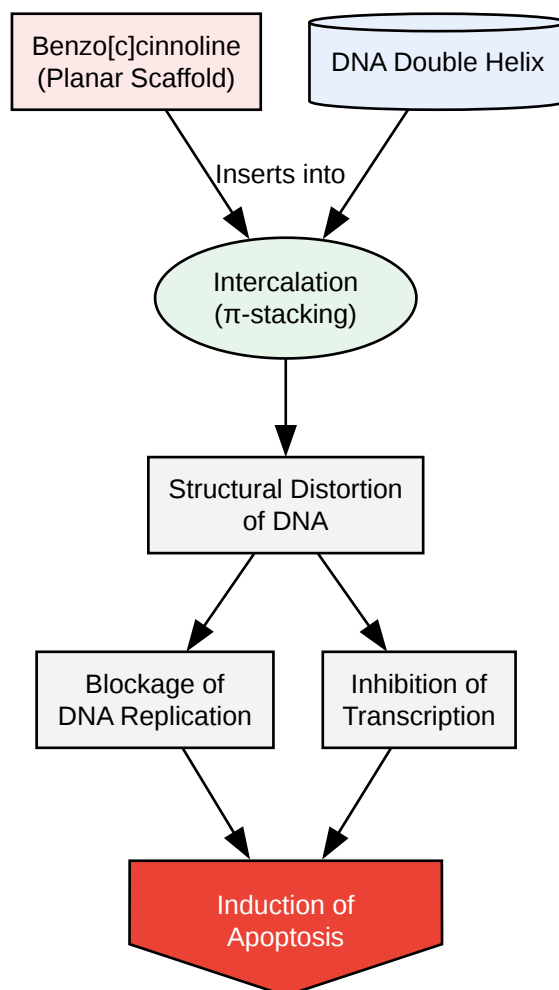 Benzo[c]cinnoline
(Planar Scaffold)
DNA Double Helix
Inserts into
Intercalation
(π-stacking)
Structural Distortion
of DNA
Blockage of
DNA Replication
Inhibition of
Transcription
Induction of
Apoptosis